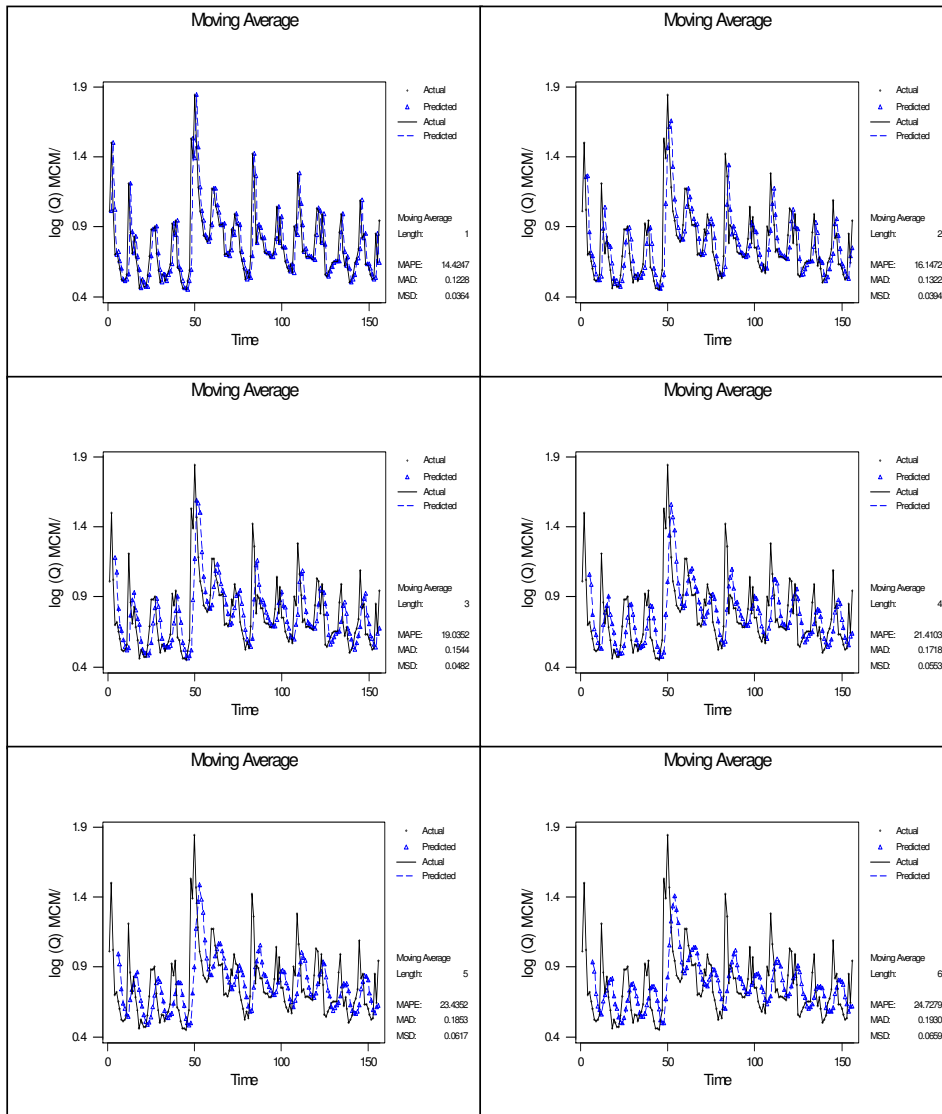 Moving Average
1.9
1.4
0.9
0.4
log (Q) MCM/
0
50
100
150
Time
Actual
Predicted
Actual
Predicted
Moving Average
Length: 1
MAPE: 14.4247
MAD: 0.1228
MSD: 0.0364
Moving Average
1.9
1.4
0.9
0.4
log (Q) MCM/
0
50
100
150
Time
Actual
Predicted
Actual
Predicted
Moving Average
Length: 2
MAPE: 16.1472
MAD: 0.1322
MSD: 0.0394
Moving Average
1.9
1.4
0.9
0.4
log (Q) MCM/
0
50
100
150
Time
Actual
Predicted
Actual
Predicted
Moving Average
Length: 3
MAPE: 19.0352
MAD: 0.1544
MSD: 0.0482
Moving Average
1.9
1.4
0.9
0.4
log (Q) MCM/
0
50
100
150
Time
Actual
Predicted
Actual
Predicted
Moving Average
Length: 4
MAPE: 21.4103
MAD: 0.1718
MSD: 0.0553
Moving Average
1.9
1.4
0.9
0.4
log (Q) MCM/
0
50
100
150
Time
Actual
Predicted
Actual
Predicted
Moving Average
Length: 5
MAPE: 23.4352
MAD: 0.1853
MSD: 0.0617
Moving Average
1.9
1.4
0.9
0.4
log (Q) MCM/
0
50
100
150
Time
Actual
Predicted
Actual
Predicted
Moving Average
Length: 6
MAPE: 24.7279
MAD: 0.1930
MSD: 0.0659